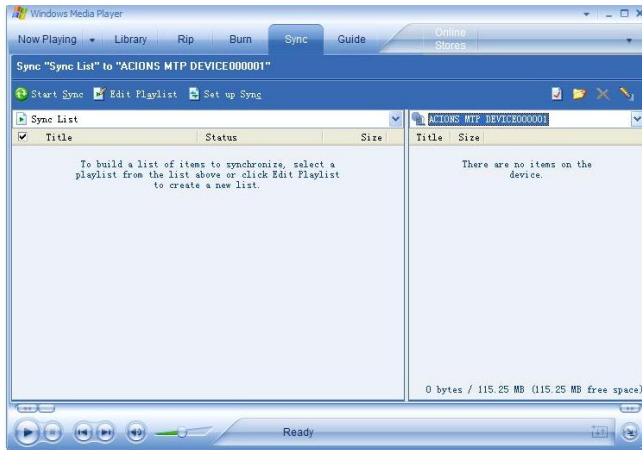 Windows Media Player
Now Playing Library Rip Burn Sync Guide Online Stores
Sync "Sync List" to "ACIONS MTP DEVICE000001"
Start Sync Edit Playlist Set up Sync
Sync List ACIONS MTP DEVICE000001
Title Status Size Title Size
To build a list of items to synchronize, select a
playlist from the list above or click Edit Playlist
to create a new list.
There are no items on the
device.
0 bytes / 115.25 MB (115.25 MB free space)
Ready